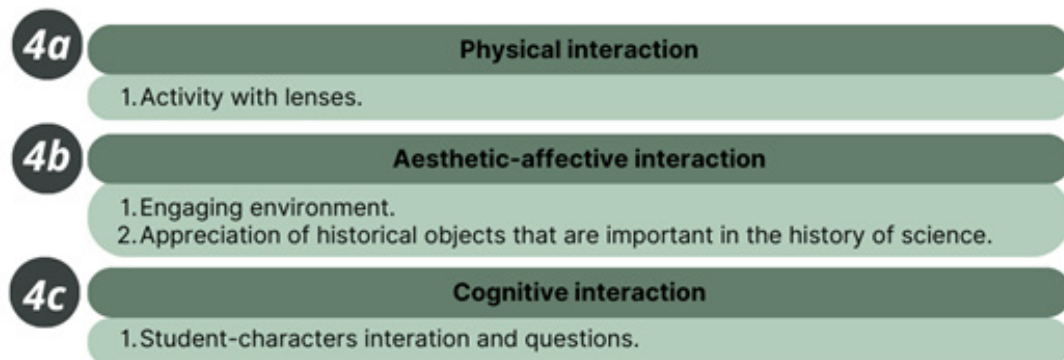 4a
Physical interaction
1. Activity with lenses.
4b
Aesthetic-affective interaction
1. Engaging environment.
2. Appreciation of historical objects that are important in the history of science.
4c
Cognitive interaction
1. Student-characters interation and questions.